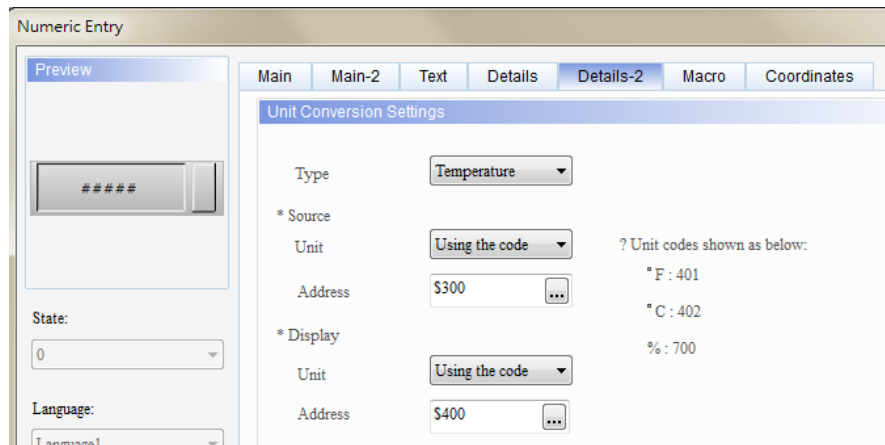 Numeric Entry
Preview
Main Main-2 Text Details Details-2 Macro Coordinates
Unit Conversion Settings
#####
Type Temperature
* Source
Unit Using the code ? Unit codes shown as below:
Address $300 ... °F : 401
°C : 402
State:
* Display
% : 700
0
Unit Using the code
Language:
Address $400 ...
Language1